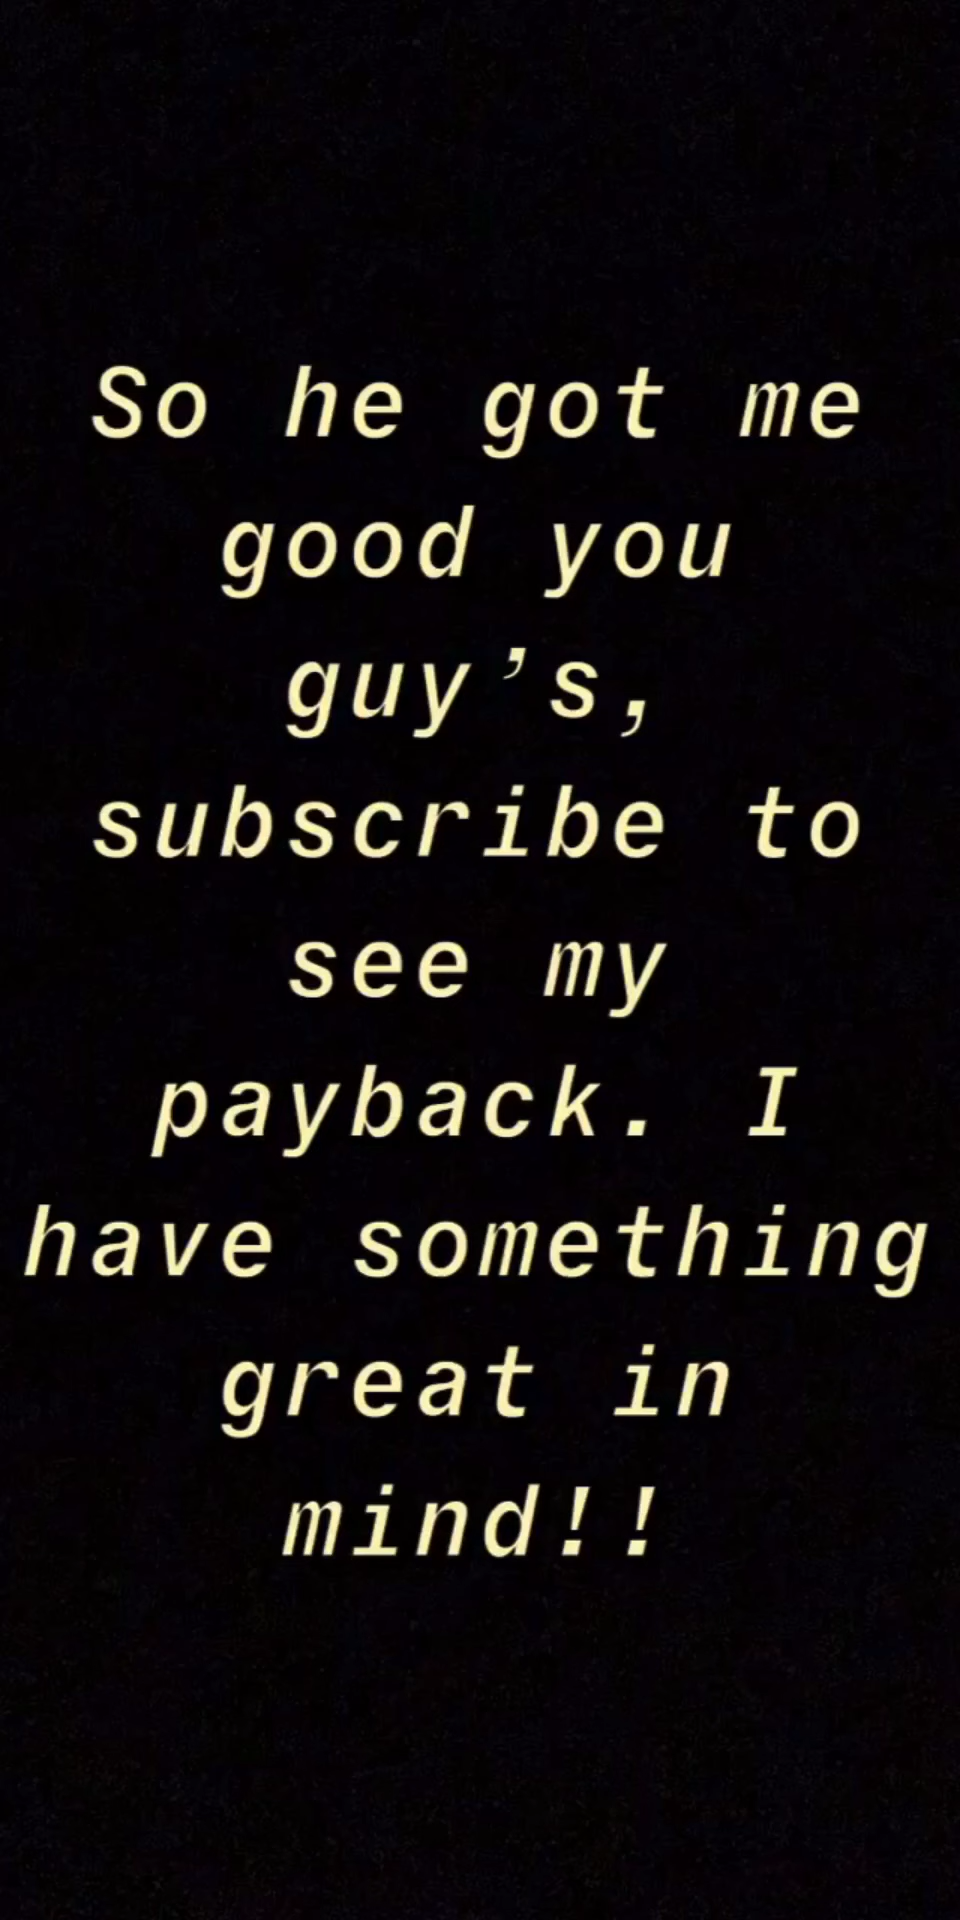 So he got me
good you
guy’s,
subscribe to
see my
payback. I
have something
great in
mind!!